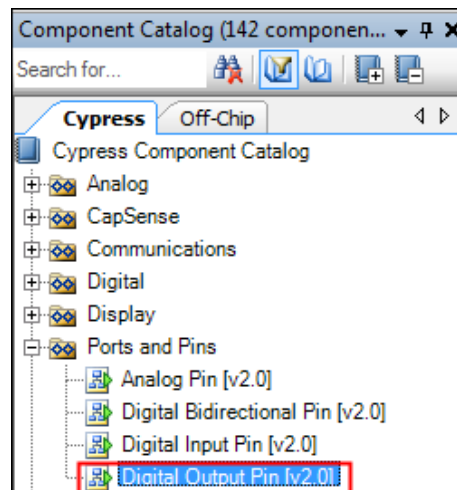 Component Catalog (142 componen...
Search for...
Cypress
Off-Chip
Cypress Component Catalog
Analog
CapSense
Communications
Digital
Display
Ports and Pins
Analog Pin [v2.0]
Digital Bidirectional Pin [v2.0]
Digital Input Pin [v2.0]
Digital Output Pin [v2.0]